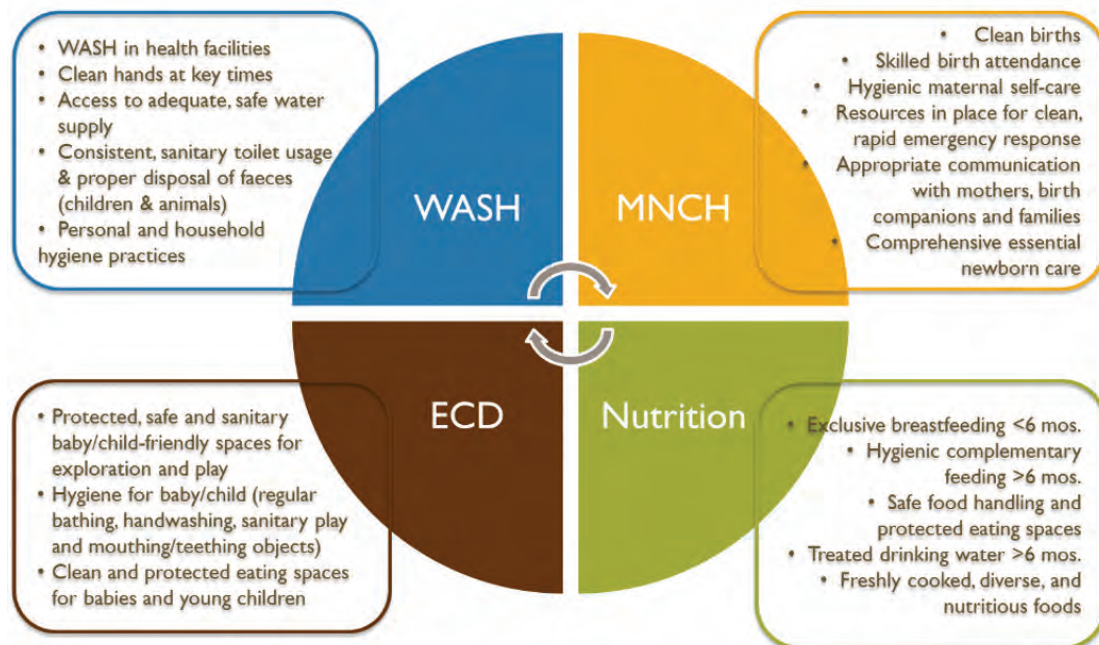 • WASH in health facilities
• Clean hands at key times
• Access to adequate, safe water
supply
• Consistent, sanitary toilet usage
& proper disposal of faeces
(children & animals)
• Personal and household
hygiene practices
WASH
MNCH
• Clean births
• Skilled birth attendance
• Hygienic maternal self-care
• Resources in place for clean,
rapid emergency response
• Appropriate communication
with mothers, birth
companions and families
• Comprehensive essential
newborn care
ECD
Nutrition
• Protected, safe and sanitary
baby/child-friendly spaces for
exploration and play
• Hygiene for baby/child (regular
bathing, handwashing, sanitary play
and mouthing/teething objects)
• Clean and protected eating spaces
for babies and young children
• Exclusive breastfeeding <6 mos.
• Hygienic complementary
feeding >6 mos.
• Safe food handling and
protected eating spaces
• Treated drinking water >6 mos.
• Freshly cooked, diverse, and
nutritious foods